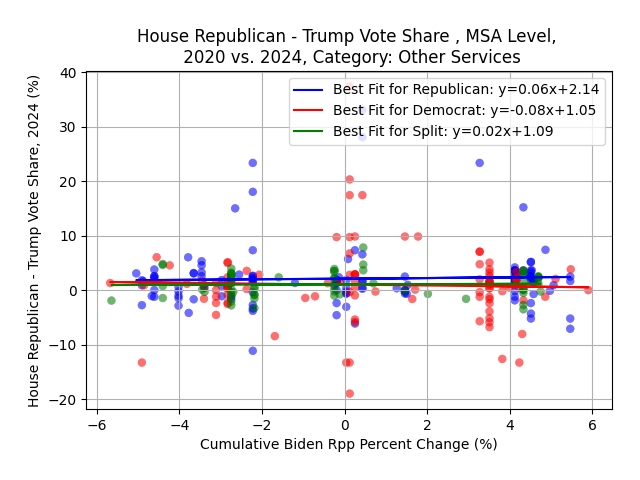 House Republican - Trump Vote Share , MSA Level,
2020 vs. 2024, Category: Other Services
Best Fit for Republican: y=0.06x+2.14
Best Fit for Democrat: y=-0.08x+1.05
Best Fit for Split: y=0.02x+1.09
House Republican - Trump Vote Share, 2024 (%)
40
30
20
10
0
−10
−20
−6
−4
−2
0
2
4
6
Cumulative Biden Rpp Percent Change (%)